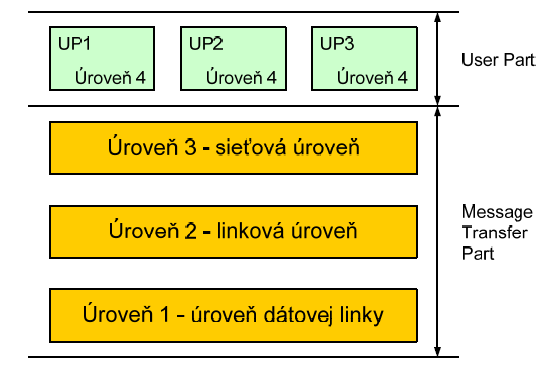 UP1
Úroveň 4
UP2
Úroveň 4
UP3
Úroveň 4
User Part
Úroveň 3 - sieťová úroveň
Úroveň 2 - linková úroveň
Úroveň 1 - úroveň dátovej linky
Message
Transfer
Part